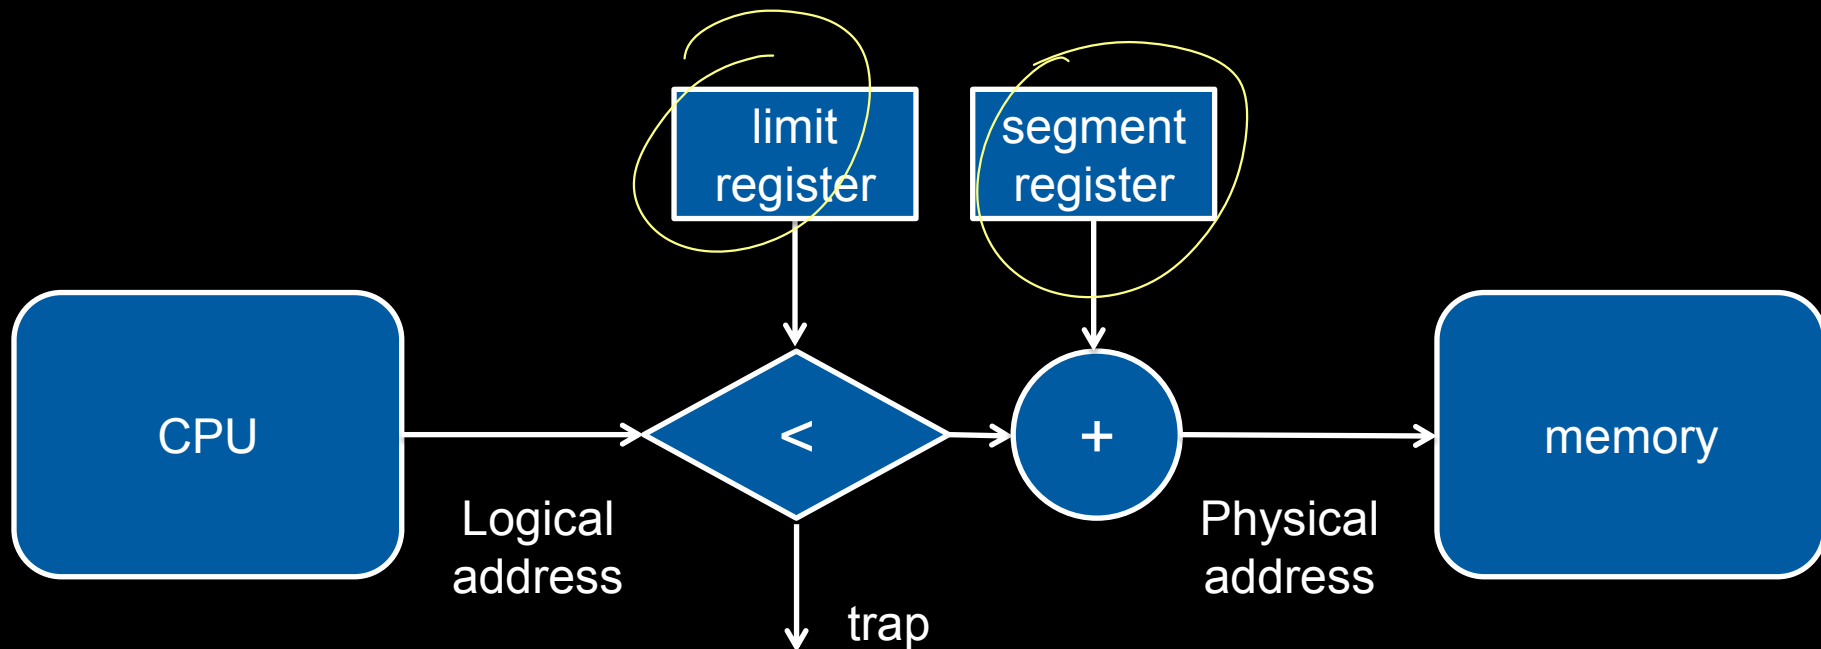 limit
register
segment
register
CPU
<
+
memory
Logical
address
Physical
address
trap